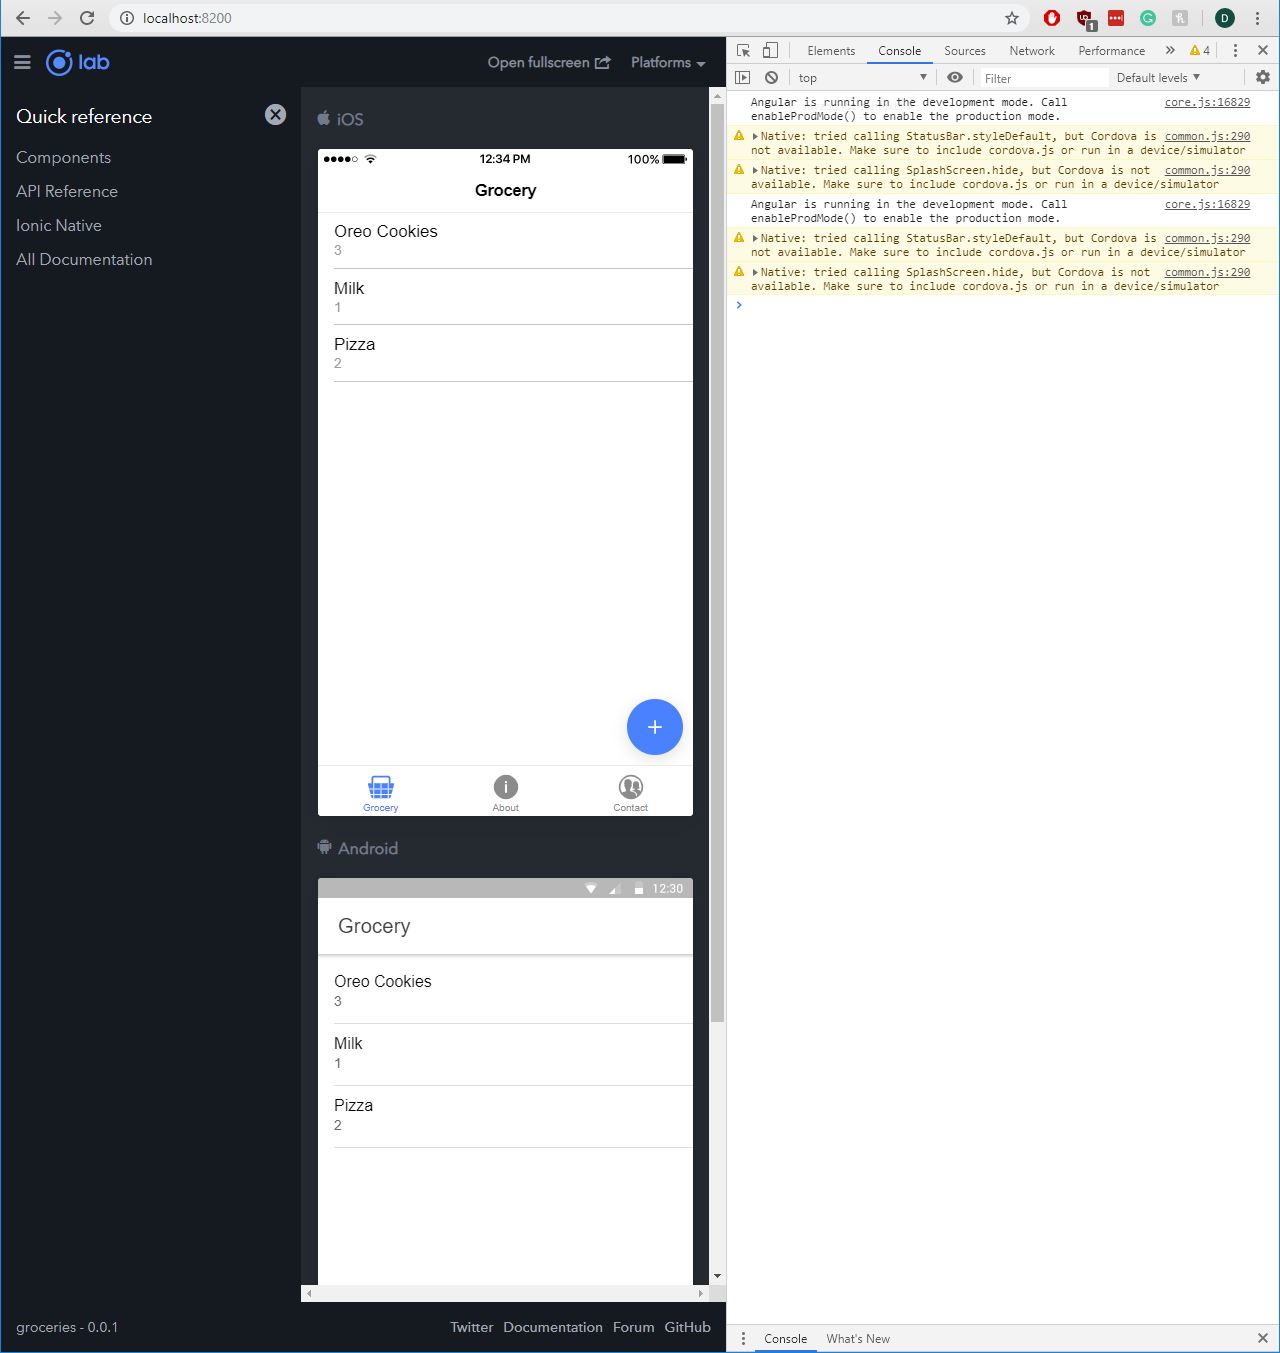 localhost:8200
1
D
lab
Open fullscreen
Platforms
Quick reference
Components
API Reference
Ionic Native
All Documentation
iOS
12:34 PM
100%
Grocery
Oreo Cookies
3
Milk
1
Pizza
2
+
Grocery
About
Contact
Android
12:30
Grocery
Oreo Cookies
3
Milk
1
Pizza
2
groceries - 0.0.1
Twitter Documentation Forum GitHub
Elements Console Sources Network Performance » 4
top Filter Default levels
Angular is running in the development mode. Call core.js:16829
enableProdMode() to enable the production mode.
Native: tried calling StatusBar.styleDefault, but Cordova is common.js:290
not available. Make sure to include cordova.js or run in a device/simulator
Native: tried calling SplashScreen.hide, but Cordova is not common.js:290
available. Make sure to include cordova.js or run in a device/simulator
Angular is running in the development mode. Call core.js:16829
enableProdMode() to enable the production mode.
Native: tried calling StatusBar.styleDefault, but Cordova is common.js:290
not available. Make sure to include cordova.js or run in a device/simulator
Native: tried calling SplashScreen.hide, but Cordova is not common.js:290
available. Make sure to include cordova.js or run in a device/simulator
Console What's New